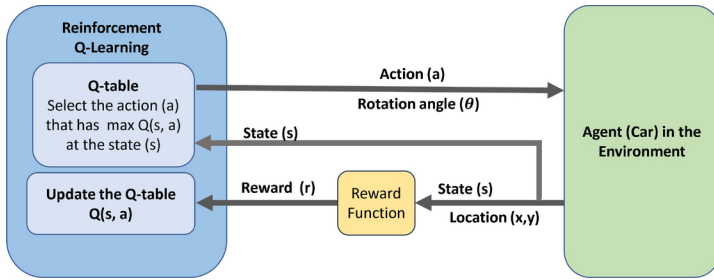 Reinforcement
Q-Learning
Q-table
Select the action (a)
that has max Q(s, a)
at the state (s)
Update the Q-table
Q(s, a)
Action (a)
Rotation angle (θ)
State (s)
Reward (r)
Reward
Function
State (s)
Location (x,y)
Agent (Car) in the
Environment